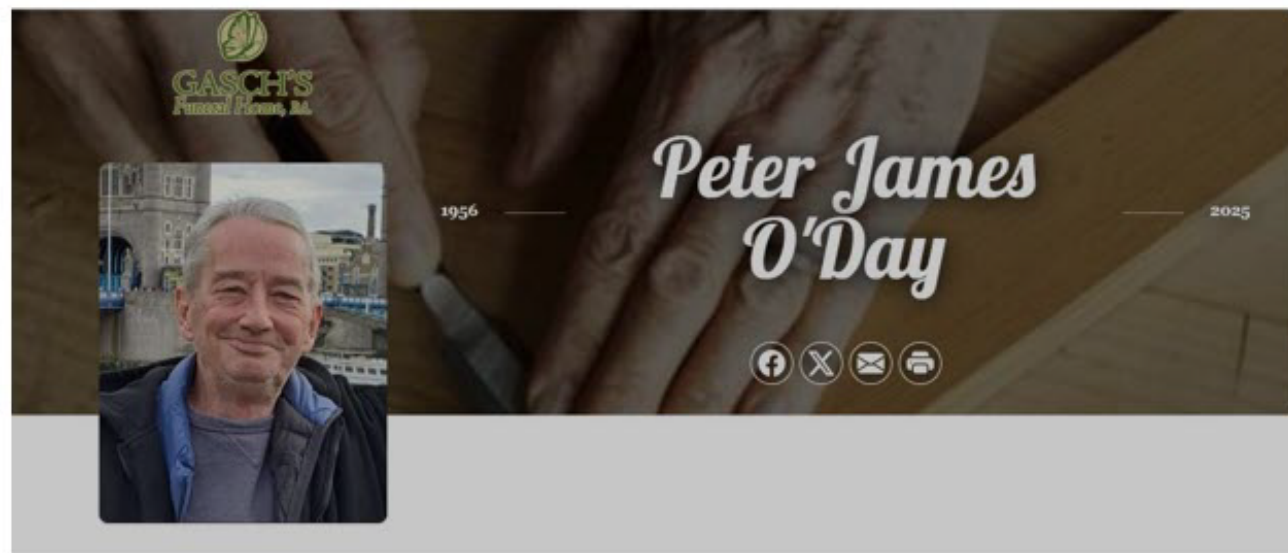 GASCH'S
Funeral Home, P.A.
1956
Peter James
O'Day
2025